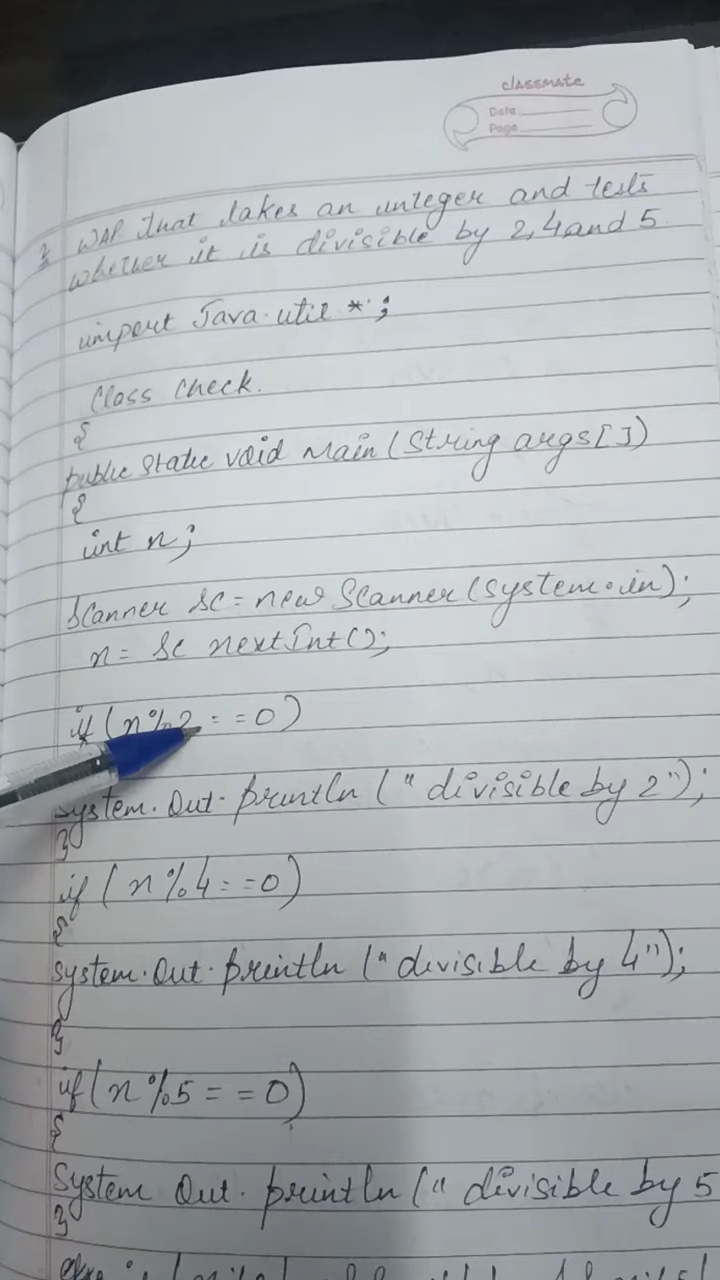 classmate
Date
Page
3 WAP that takes an integer and tests
whether it is divisible by 2, 4 and 5
import Java.util *;
Class Check.
{
public Static void Main (String args[])
{
int n;
Scanner Sc = new Scanner (System.in);
n = Sc nextInt();
if (n%2 = =0)
System.Out.println (" divisible by 2");
}
if (n%4 = =0)
{
System.Out.println (" divisible by 4");
}
if (n%5 = =0)
{
System Out. println (" divisible by 5
}